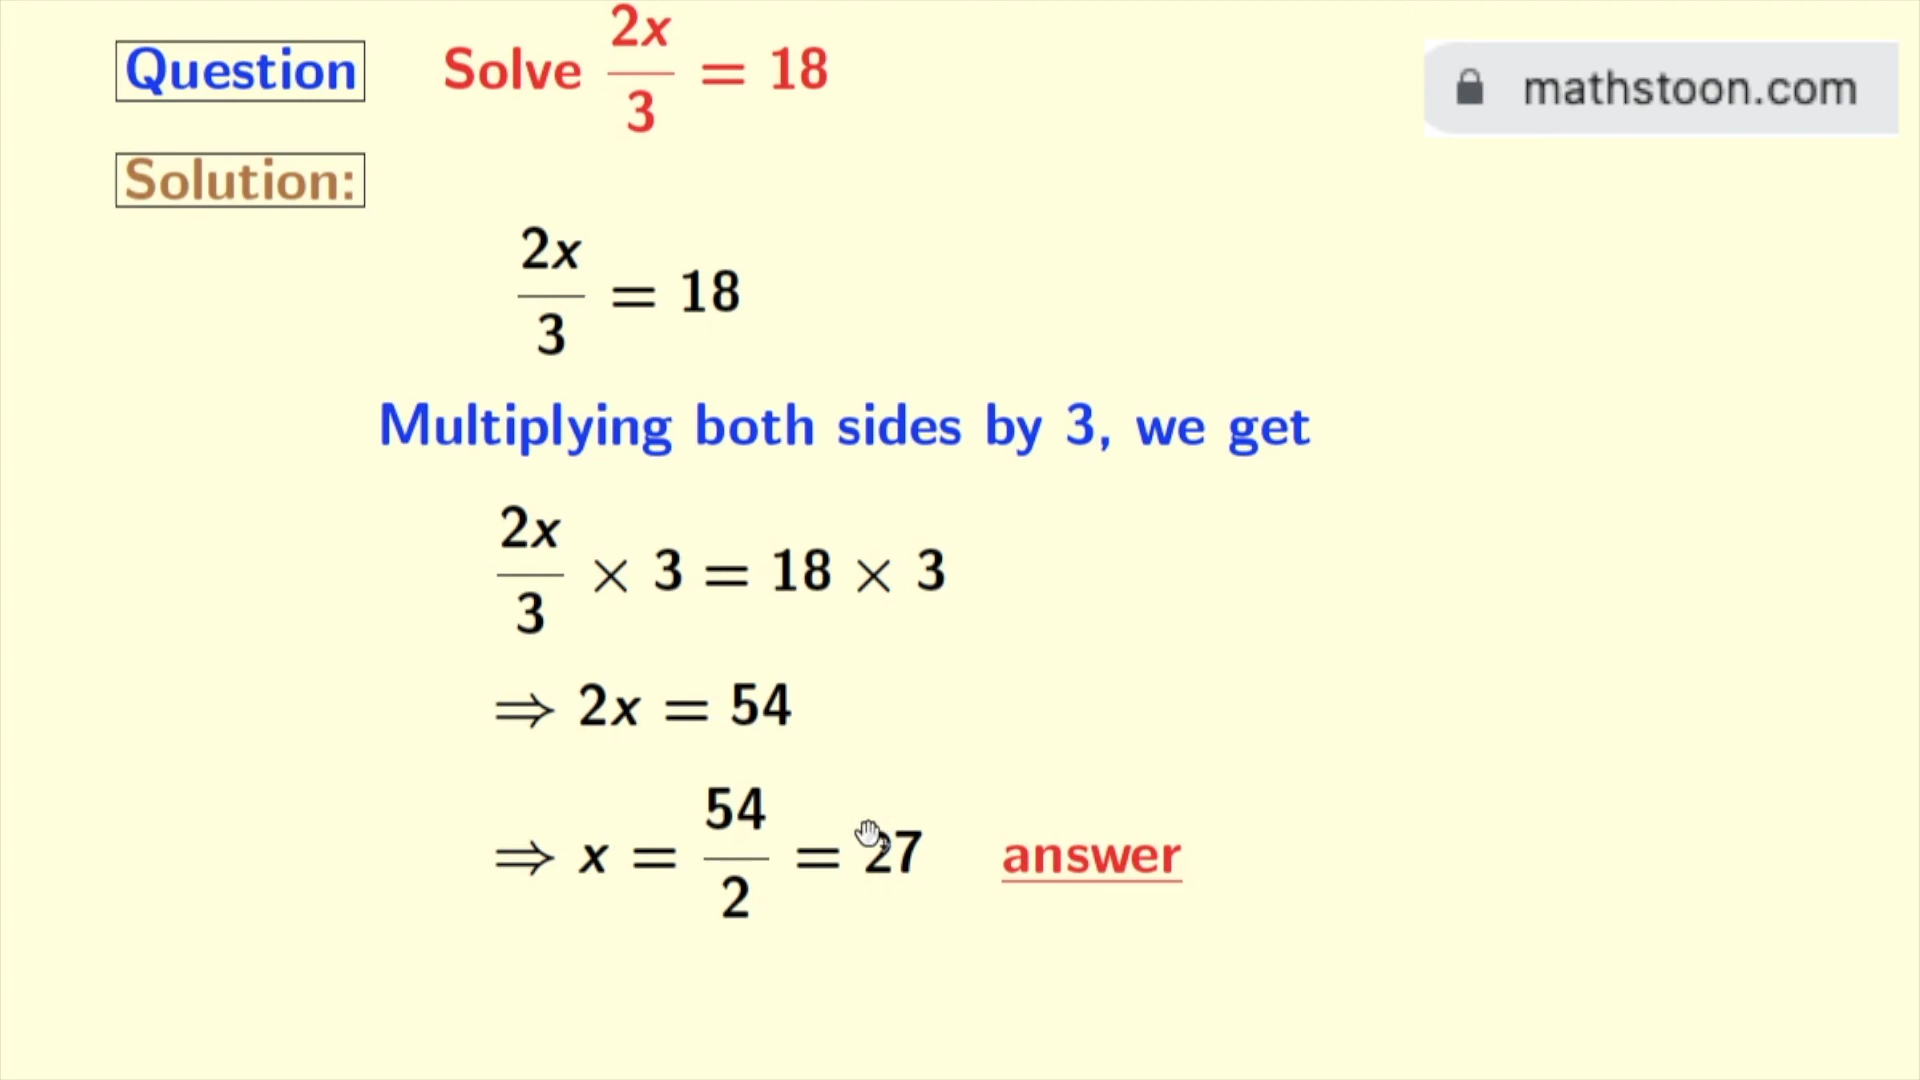 Question Solve 2x/3 = 18
mathstoon.com
Solution:
2x/3 = 18
Multiplying both sides by 3, we get
2x/3 × 3 = 18 × 3
⇒ 2x = 54
⇒ x = 54/2 = 27 answer